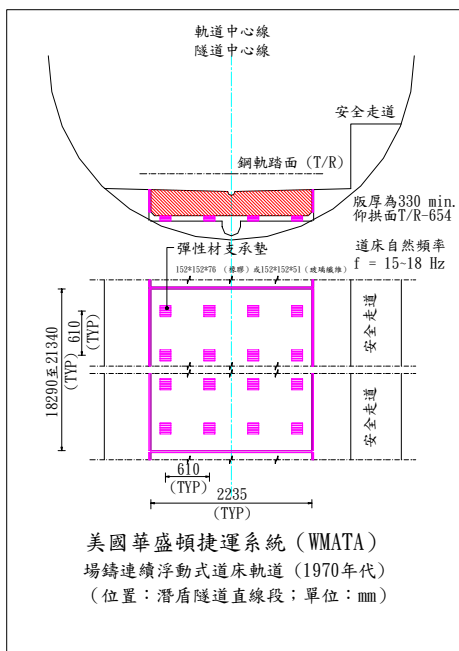 軌道中心線
隧道中心線
安全走道
鋼軌踏面 (T/R)
版厚為330 min.
仰拱面T/R-654
彈性材支承墊
道床自然頻率
f = 15~18 Hz
152*152*76 (橡膠) 或152*152*51(玻璃纖維)
18290至21340
(TYP)
610
(TYP)
安全走道
安全走道
610
(TYP)
2235
(TYP)
美國華盛頓捷運系統 (WMATA)
場鑄連續浮動式道床軌道 (1970年代)
(位置：潛盾隧道直線段；單位：mm)